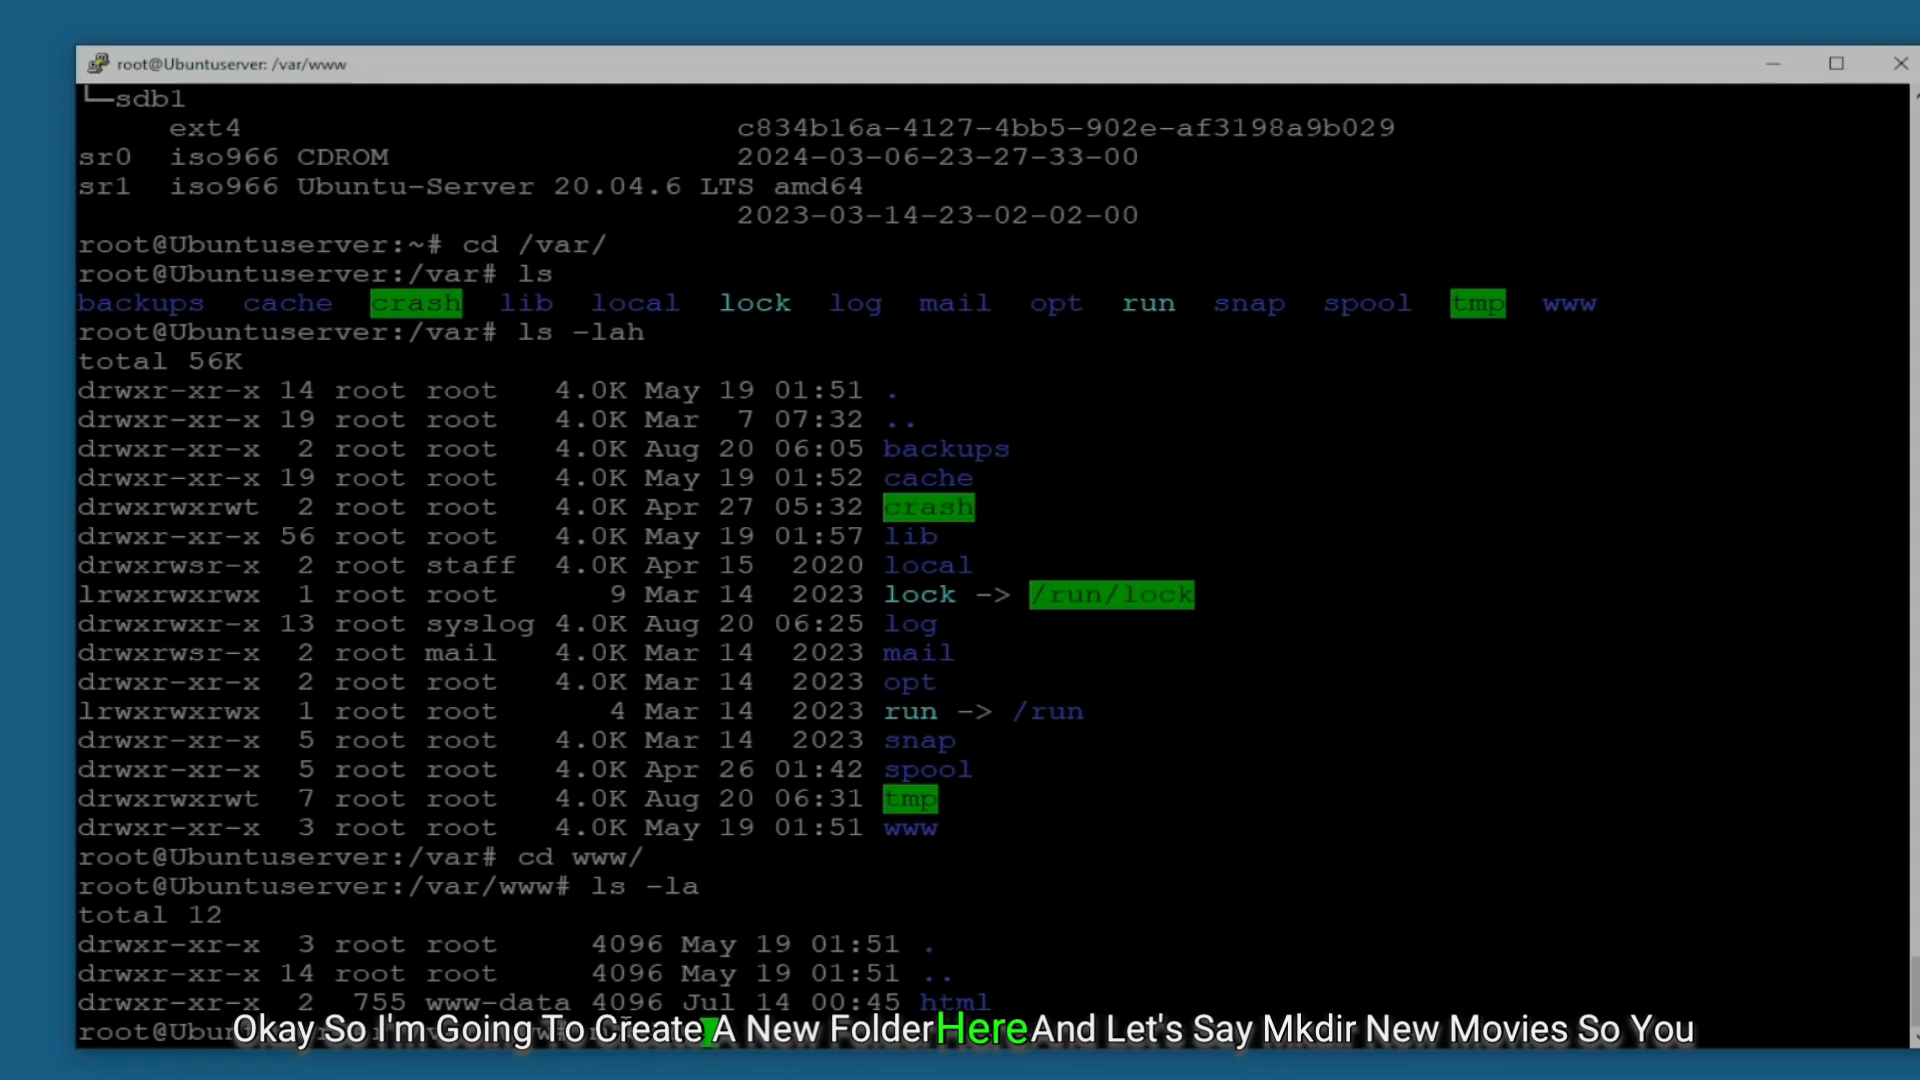 root@Ubuntuserver: /var/www
└─sdb1
ext4 c834b16a-4127-4bb5-902e-af3198a9b029
sr0 iso966 CDROM 2024-03-06-23-27-33-00
sr1 iso966 Ubuntu-Server 20.04.6 LTS amd64
2023-03-14-23-02-02-00
root@Ubuntuserver:~# cd /var/
root@Ubuntuserver:/var# ls
backups cache crash lib local lock log mail opt run snap spool tmp www
root@Ubuntuserver:/var# ls -lah
total 56K
drwxr-xr-x 14 root root 4.0K May 19 01:51 .
drwxr-xr-x 19 root root 4.0K Mar 7 07:32 ..
drwxr-xr-x 2 root root 4.0K Aug 20 06:05 backups
drwxr-xr-x 19 root root 4.0K May 19 01:52 cache
drwxrwxrwt 2 root root 4.0K Apr 27 05:32 crash
drwxr-xr-x 56 root root 4.0K May 19 01:57 lib
drwxrwsr-x 2 root staff 4.0K Apr 15 2020 local
lrwxrwxrwx 1 root root 9 Mar 14 2023 lock -> /run/lock
drwxrwxr-x 13 root syslog 4.0K Aug 20 06:25 log
drwxrwsr-x 2 root mail 4.0K Mar 14 2023 mail
drwxr-xr-x 2 root root 4.0K Mar 14 2023 opt
lrwxrwxrwx 1 root root 4 Mar 14 2023 run -> /run
drwxr-xr-x 5 root root 4.0K Mar 14 2023 snap
drwxr-xr-x 5 root root 4.0K Apr 26 01:42 spool
drwxrwxrwt 7 root root 4.0K Aug 20 06:31 tmp
drwxr-xr-x 3 root root 4.0K May 19 01:51 www
root@Ubuntuserver:/var# cd www/
root@Ubuntuserver:/var/www# ls -la
total 12
drwxr-xr-x 3 root root 4096 May 19 01:51 .
drwxr-xr-x 14 root root 4096 May 19 01:51 ..
drwxr-xr-x 2 755 www-data 4096 Jul 14 00:45 html
root@Ubun
Okay So I'm Going To Create A New Folder Here And Let's Say Mkdir New Movies So You